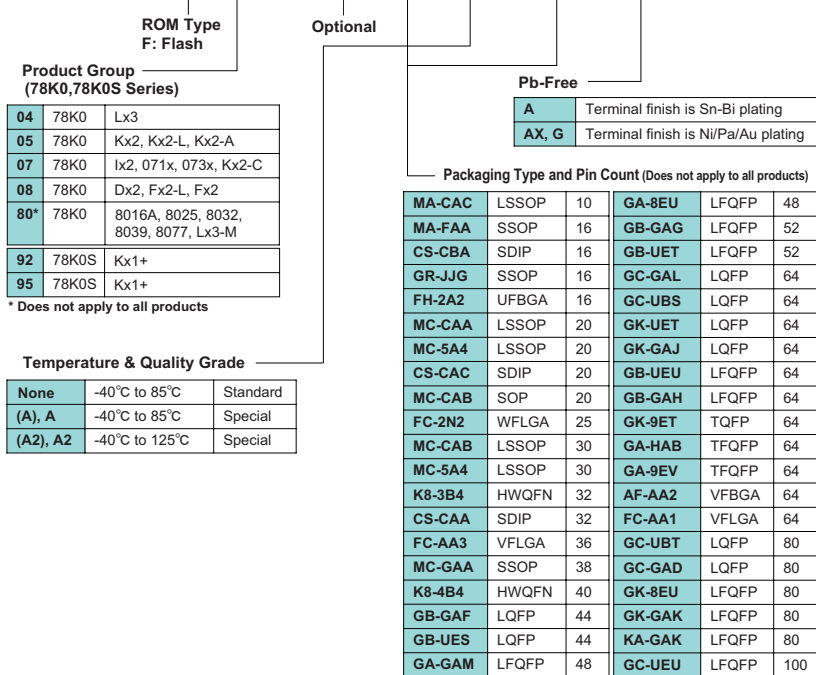 ROM Type
F: Flash
Optional
Product Group
(78K0,78K0S Series)
04 78K0 Lx3
05 78K0 Kx2, Kx2-L, Kx2-A
07 78K0 Ix2, 071x, 073x, Kx2-C
08 78K0 Dx2, Fx2-L, Fx2
80* 78K0 8016A, 8025, 8032,
8039, 8077, Lx3-M
92 78K0S Kx1+
95 78K0S Kx1+
* Does not apply to all products
Temperature & Quality Grade
None -40°C to 85°C Standard
(A), A -40°C to 85°C Special
(A2), A2 -40°C to 125°C Special
Pb-Free
A Terminal finish is Sn-Bi plating
AX, G Terminal finish is Ni/Pa/Au plating
Packaging Type and Pin Count (Does not apply to all products)
MA-CAC LSSOP 10 GA-8EU LFQFP 48
MA-FAA SSOP 16 GB-GAG LFQFP 52
CS-CBA SDIP 16 GB-UET LFQFP 52
GR-JJG SSOP 16 GC-GAL LQFP 64
FH-2A2 UFBGA 16 GC-UBS LQFP 64
MC-CAA LSSOP 20 GK-UET LQFP 64
MC-5A4 LSSOP 20 GK-GAJ LQFP 64
CS-CAC SDIP 20 GB-UEU LFQFP 64
MC-CAB SOP 20 GB-GAH LFQFP 64
FC-2N2 WFLGA 25 GK-9ET TQFP 64
MC-CAB LSSOP 30 GA-HAB TFQFP 64
MC-5A4 LSSOP 30 GA-9EV TFQFP 64
K8-3B4 HWQFN 32 AF-AA2 VFBGA 64
CS-CAA SDIP 32 FC-AA1 VFLGA 64
FC-AA3 VFLGA 36 GC-UBT LQFP 80
MC-GAA SSOP 38 GC-GAD LQFP 80
K8-4B4 HWQFN 40 GK-8EU LFQFP 80
GB-GAF LQFP 44 GK-GAK LFQFP 80
GB-UES LQFP 44 KA-GAK LFQFP 80
GA-GAM LFQFP 48 GC-UEU LFQFP 100